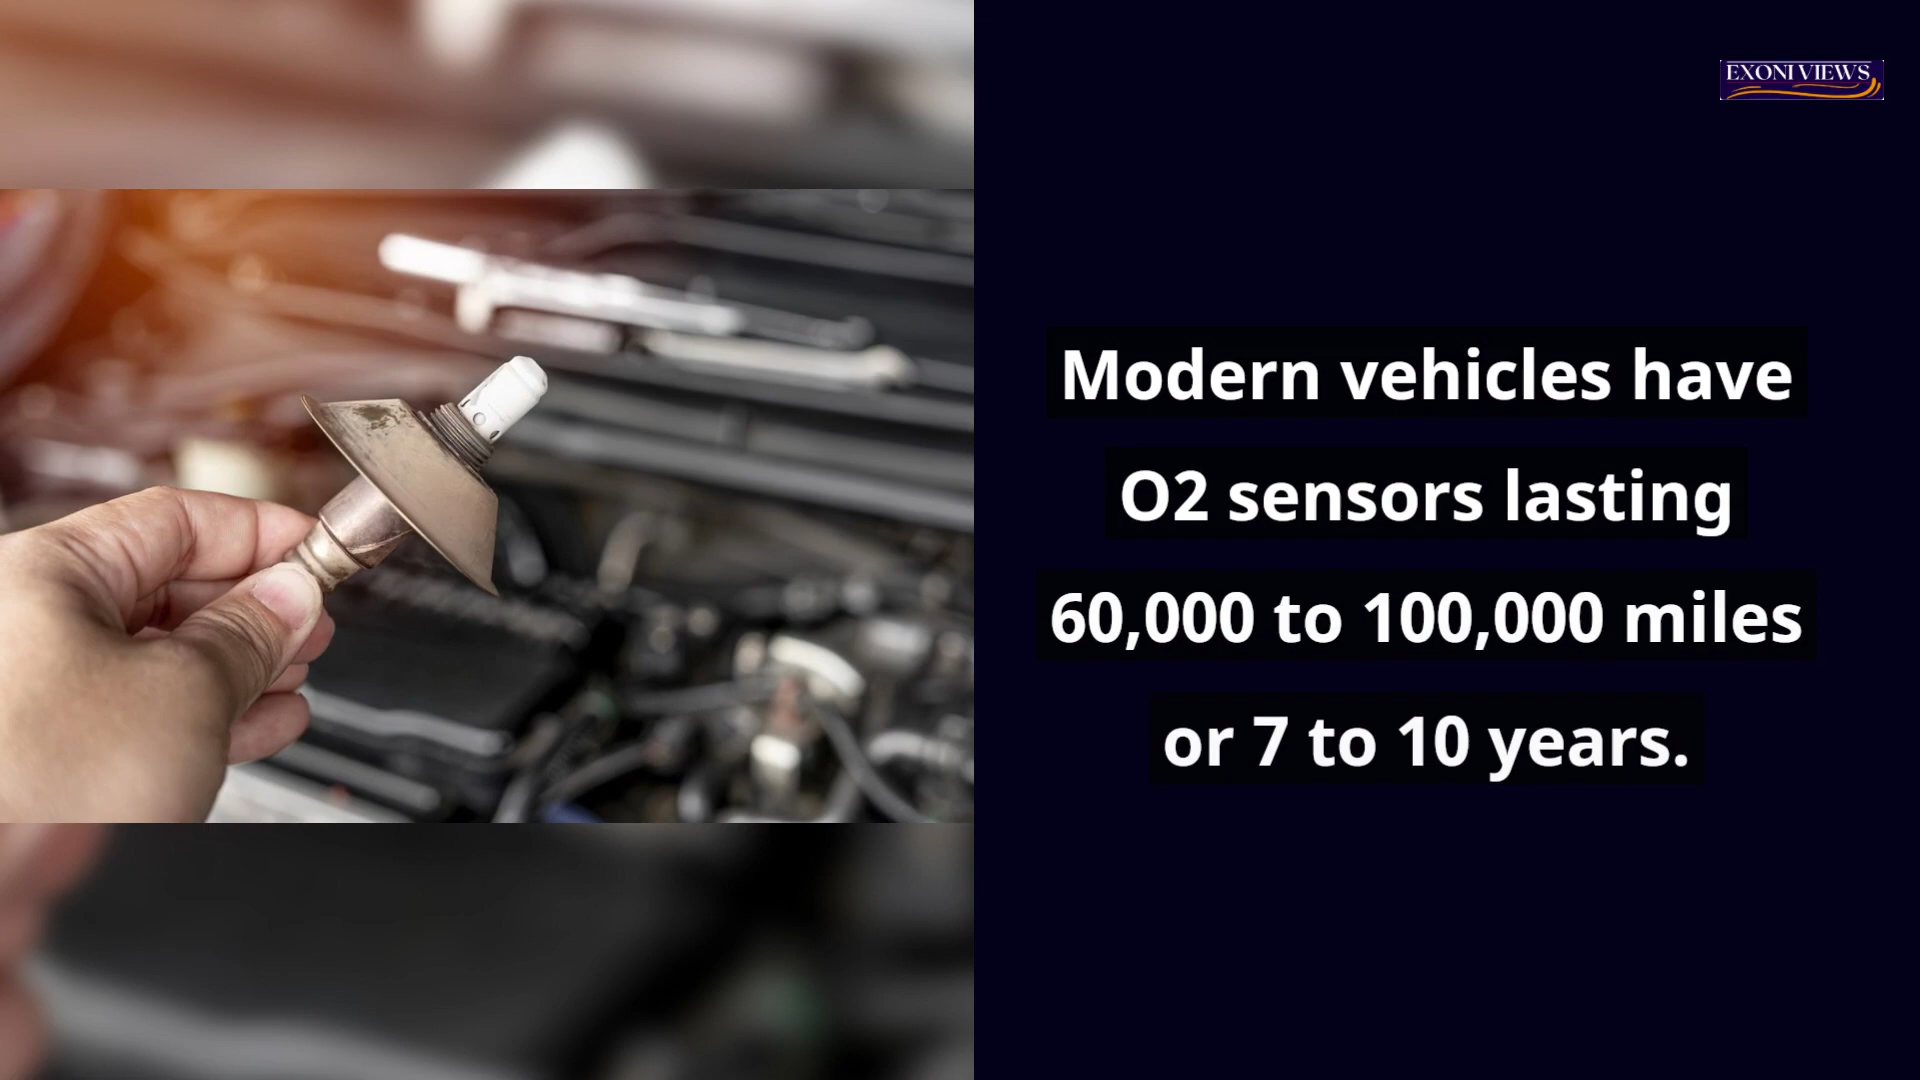 EXONI VIEWS
Modern vehicles have
O2 sensors lasting
60,000 to 100,000 miles
or 7 to 10 years.